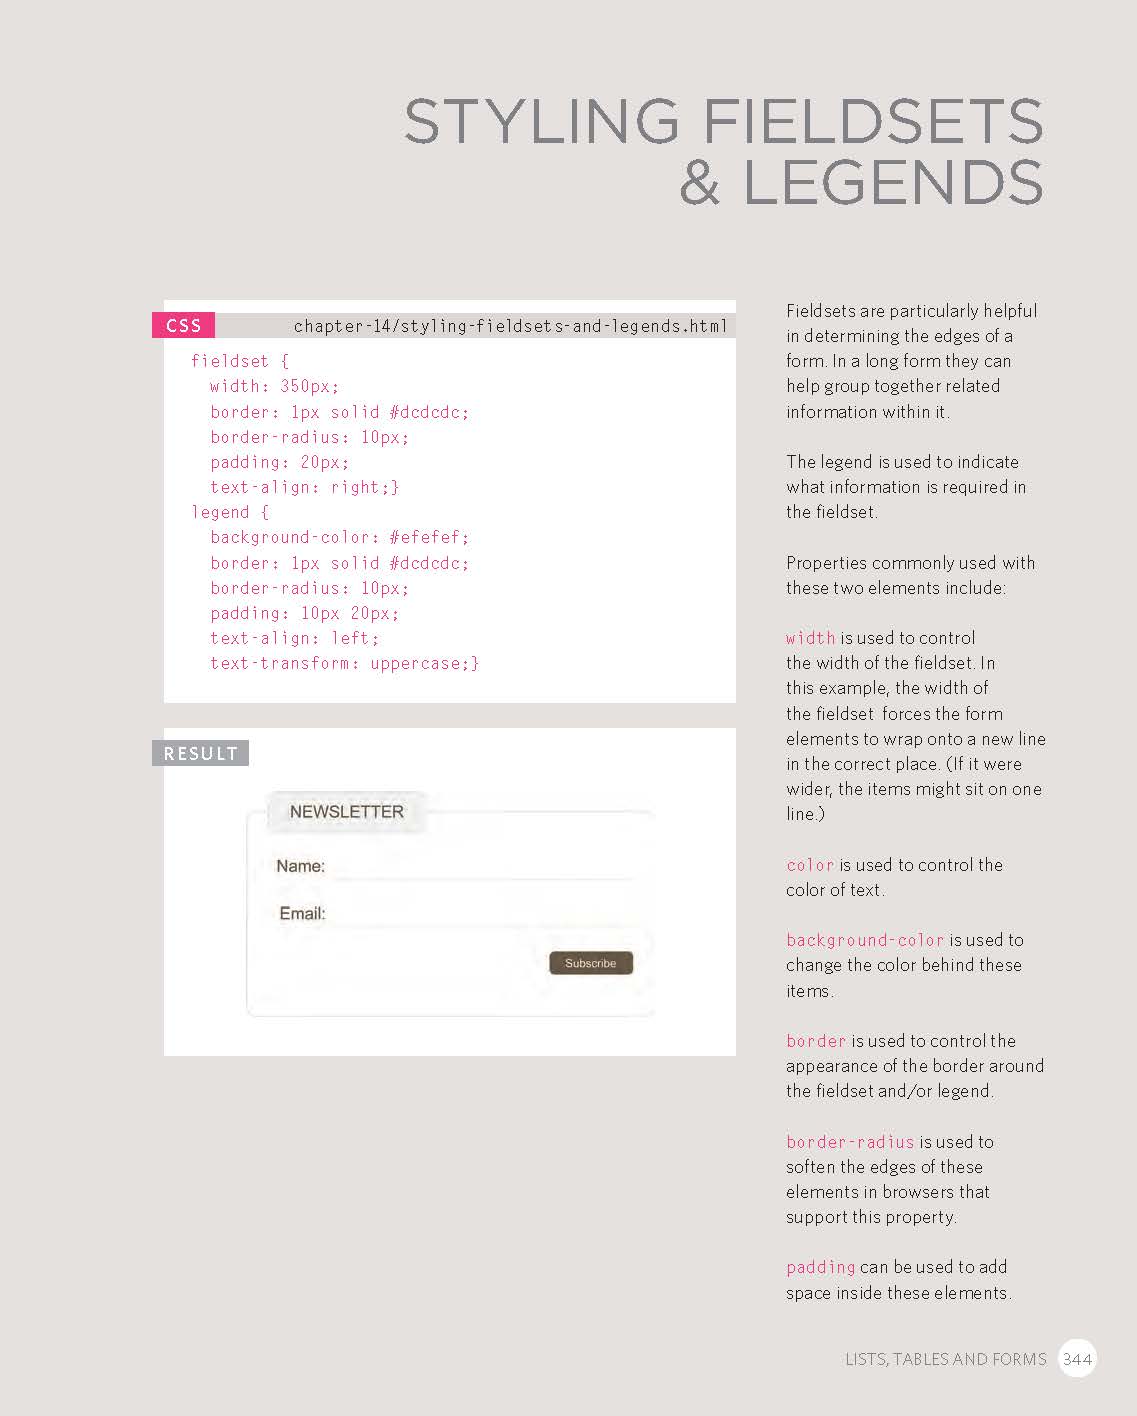 STYLING FIELDSETS
& LEGENDS
CSS
chapter-14/styling-fieldsets-and-legends.html
fieldset {
width: 350px;
border: 1px solid #dcdcdc;
border-radius: 10px;
padding: 20px;
text-align: right;}
legend {
background-color: #efefef;
border: 1px solid #dcdcdc;
border-radius: 10px;
padding: 10px 20px;
text-align: left;
text-transform: uppercase;}
RESULT
NEWSLETTER
Name:
Email:
Subscribe
Fieldsets are particularly helpful
in determining the edges of a
form. In a long form they can
help group together related
information within it.
The legend is used to indicate
what information is required in
the fieldset.
Properties commonly used with
these two elements include:
width is used to control
the width of the fieldset. In
this example, the width of
the fieldset forces the form
elements to wrap onto a new line
in the correct place. (If it were
wider, the items might sit on one
line.)
color is used to control the
color of text.
background-color is used to
change the color behind these
items.
border is used to control the
appearance of the border around
the fieldset and/or legend.
border-radius is used to
soften the edges of these
elements in browsers that
support this property.
padding can be used to add
space inside these elements.
LISTS, TABLES AND FORMS 344